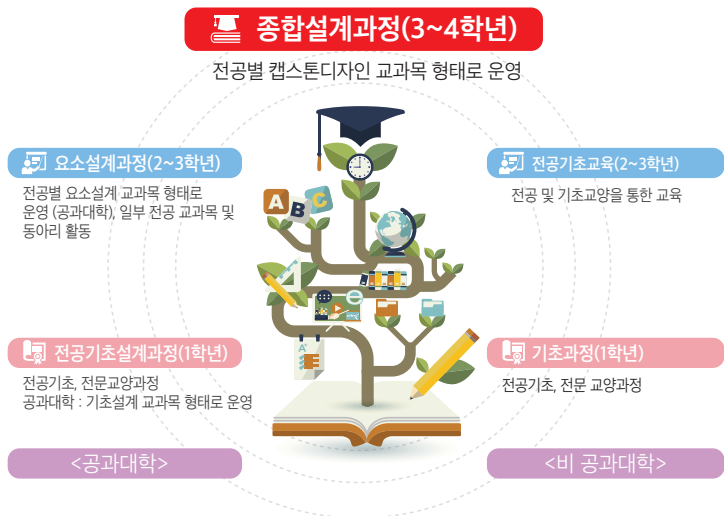 종합설계과정(3~4학년)
전공별 캡스톤디자인 교과목 형태로 운영
요소설계과정(2~3학년)
전공별 요소설계 교과목 형태로
운영 (공과대학), 일부 전공 교과목 및
동아리 활동
전공기초교육(2~3학년)
전공 및 기초교양을 통한 교육
A
B
C
전공기초설계과정(1학년)
전공기초, 전문교양과정
공과대학 : 기초설계 교과목 형태로 운영
기초과정(1학년)
전공기초, 전문 교양과정
A+
<공과대학>
<비 공과대학>